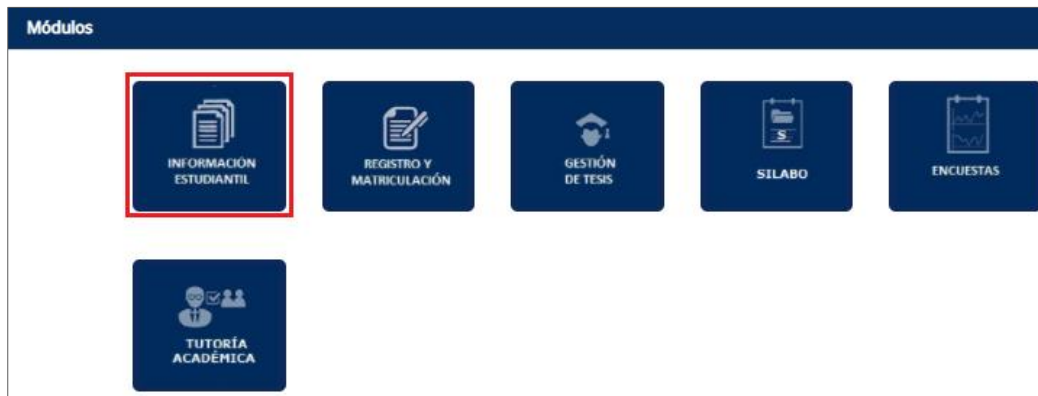 Módulos
INFORMACIÓN
ESTUDIANTIL
REGISTRO Y
MATRICULACIÓN
GESTIÓN
DE TESIS
S
SILABO
ENCUESTAS
TUTORÍA
ACADÉMICA